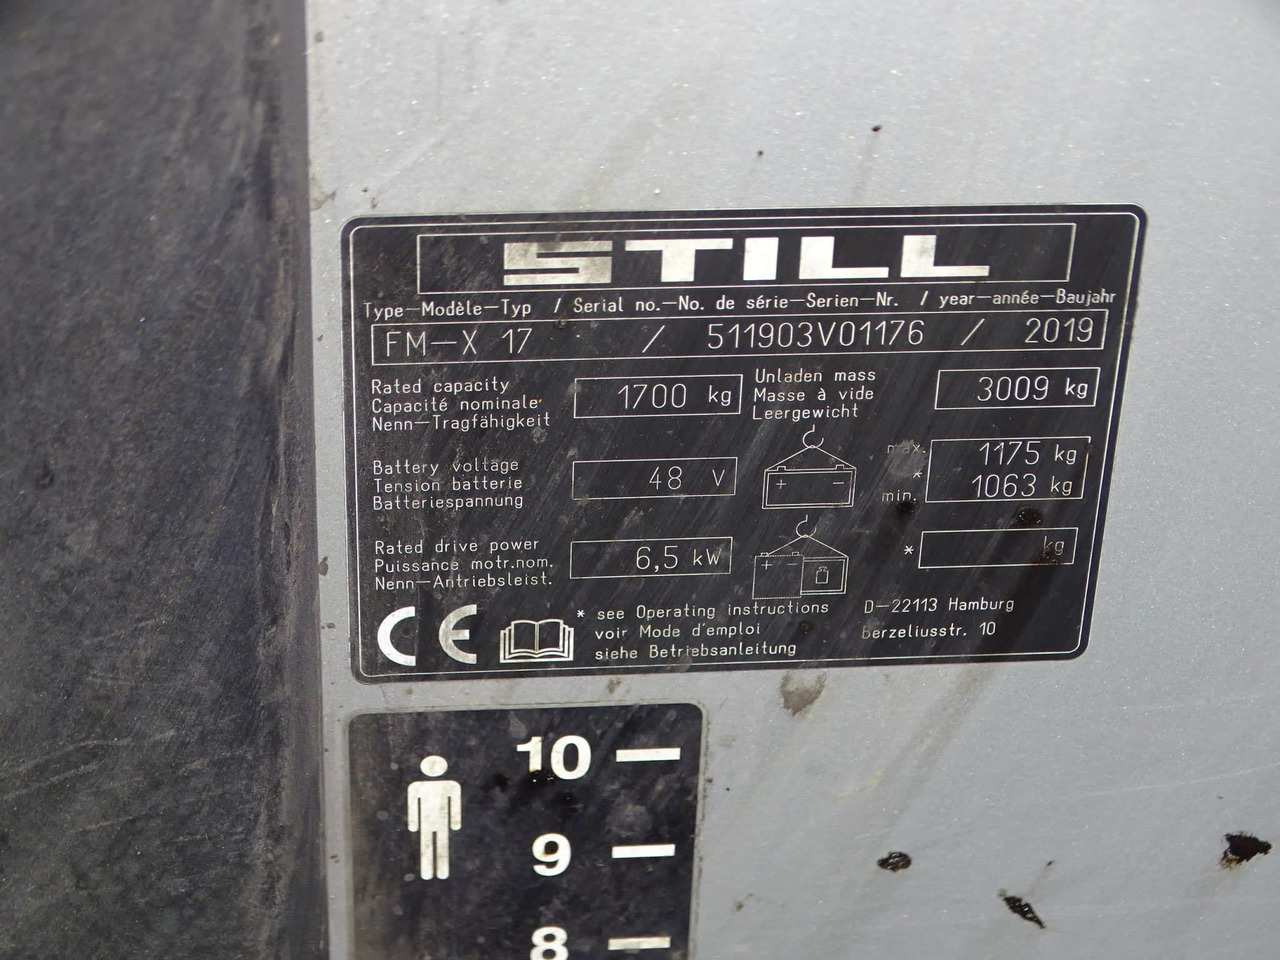 STILL
Type-Modèle-Typ / Serial no.-No. de série-Serien-Nr. / year-année-Baujahr
FM-X 17 / 511903V01176 / 2019
Rated capacity
Capacité nominale
Nenn-Tragfähigkeit
1700 kg
Unladen mass
Masse à vide
Leergewicht
3009 kg
Battery voltage
Tension batterie
Batteriespannung
48 V
+ -
max. 1175 kg
*
min. 1063 kg
Rated drive power
Puissance motr.nom.
Nenn-Antriebsleist.
6,5 kW
+ -
* kg
CE
* see Operating instructions
voir Mode d'emploi
siehe Betriebsanleitung
D-22113 Hamburg
Berzeliusstr. 10
10
9
8